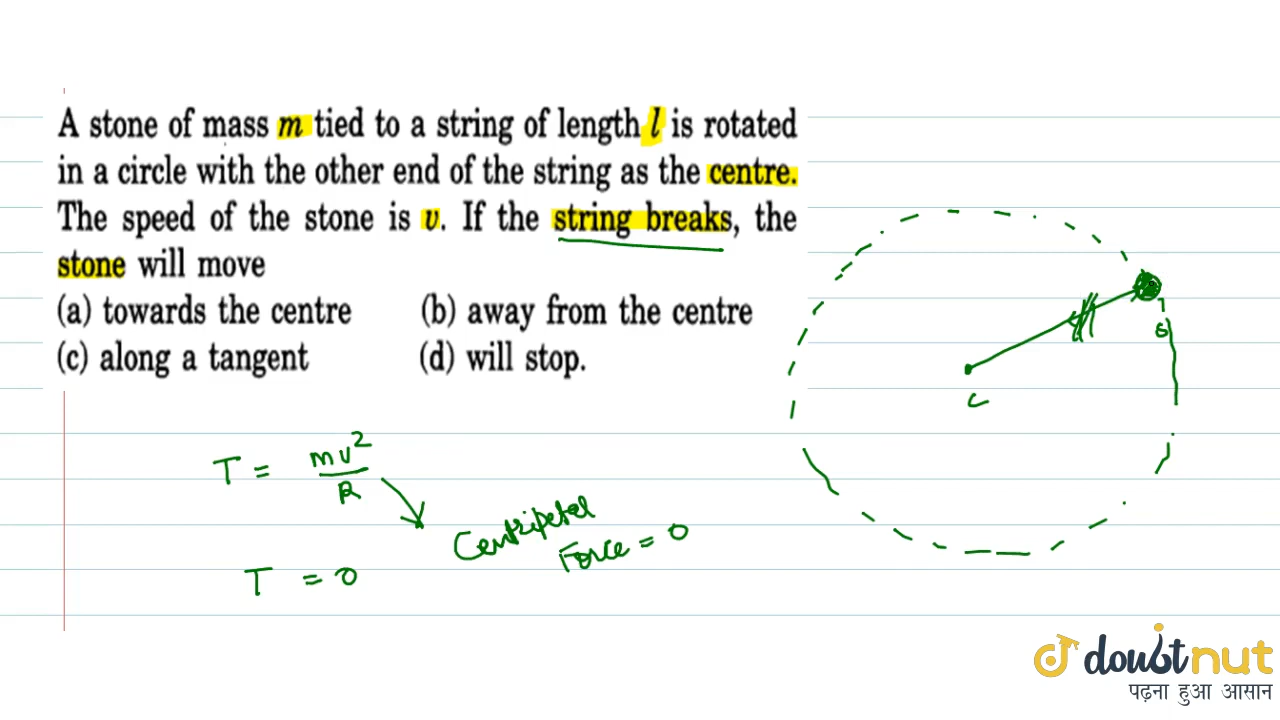 A stone of mass m tied to a string of length l is rotated
in a circle with the other end of the string as the centre.
The speed of the stone is v. If the string breaks, the
stone will move
(a) towards the centre (b) away from the centre
(c) along a tangent (d) will stop.
T = mv²/R
Centripetal
Force = 0
T = 0
C
doubtnut
पढ़ना हुआ आसान